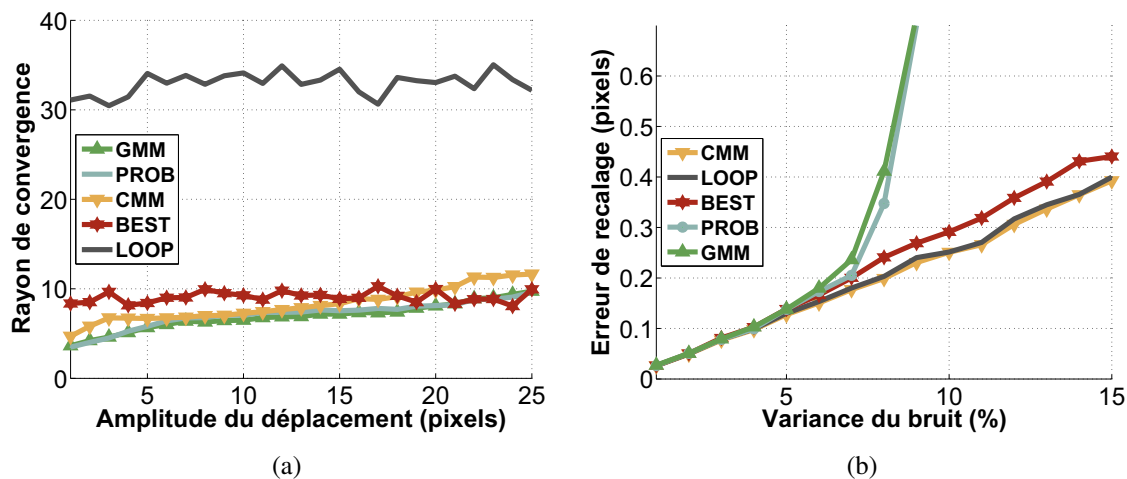 40
30
20
10
0
Rayon de convergence
GMM
PROB
CMM
BEST
LOOP
5 10 15 20 25
Amplitude du déplacement (pixels)
(a)
0.6
0.5
0.4
0.3
0.2
0.1
0
Erreur de recalage (pixels)
CMM
LOOP
BEST
PROB
GMM
5 10 15
Variance du bruit (%)
(b)